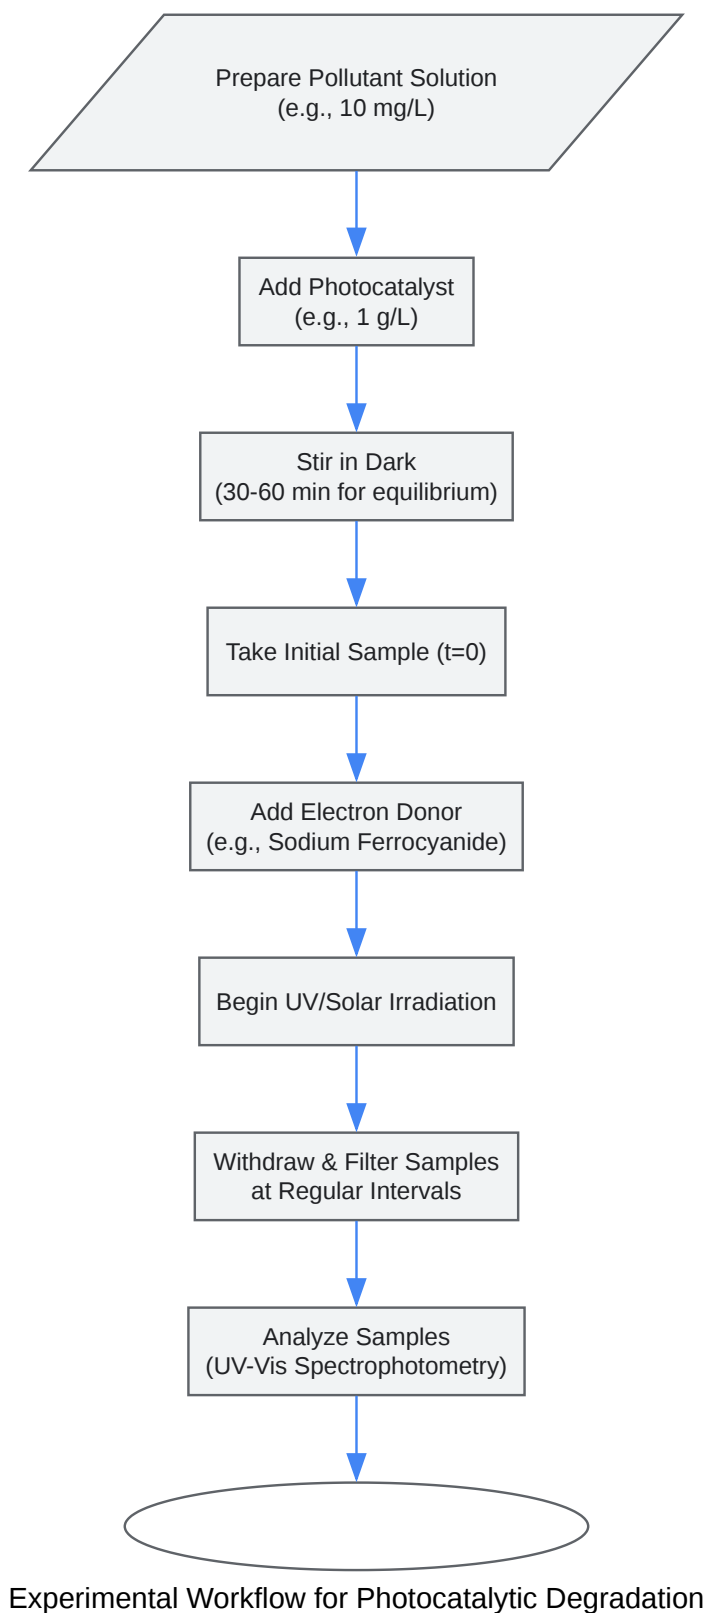 Prepare Pollutant Solution
(e.g., 10 mg/L)
Add Photocatalyst
(e.g., 1 g/L)
Stir in Dark
(30-60 min for equilibrium)
Take Initial Sample (t=0)
Add Electron Donor
(e.g., Sodium Ferrocyanide)
Begin UV/Solar Irradiation
Withdraw & Filter Samples
at Regular Intervals
Analyze Samples
(UV-Vis Spectrophotometry)
Experimental Workflow for Photocatalytic Degradation